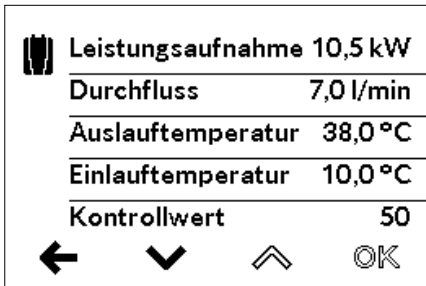 Leistungsaufnahme 10,5 kW
Durchfluss 7,0 l/min
Auslauftemperatur 38,0 °C
Einlauftemperatur 10,0 °C
Kontrollwert 50
OK